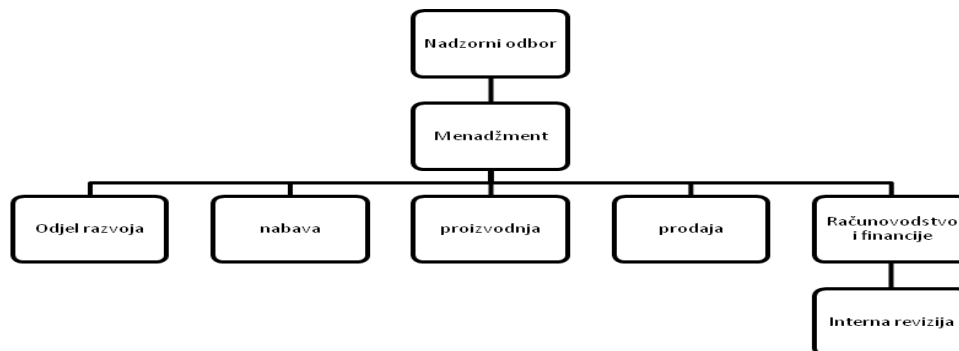 Nadzorni odbor
Menadžment
Odjel razvoja
nabava
proizvodnja
prodaja
Računovodstvo
i financije
Interna revizija